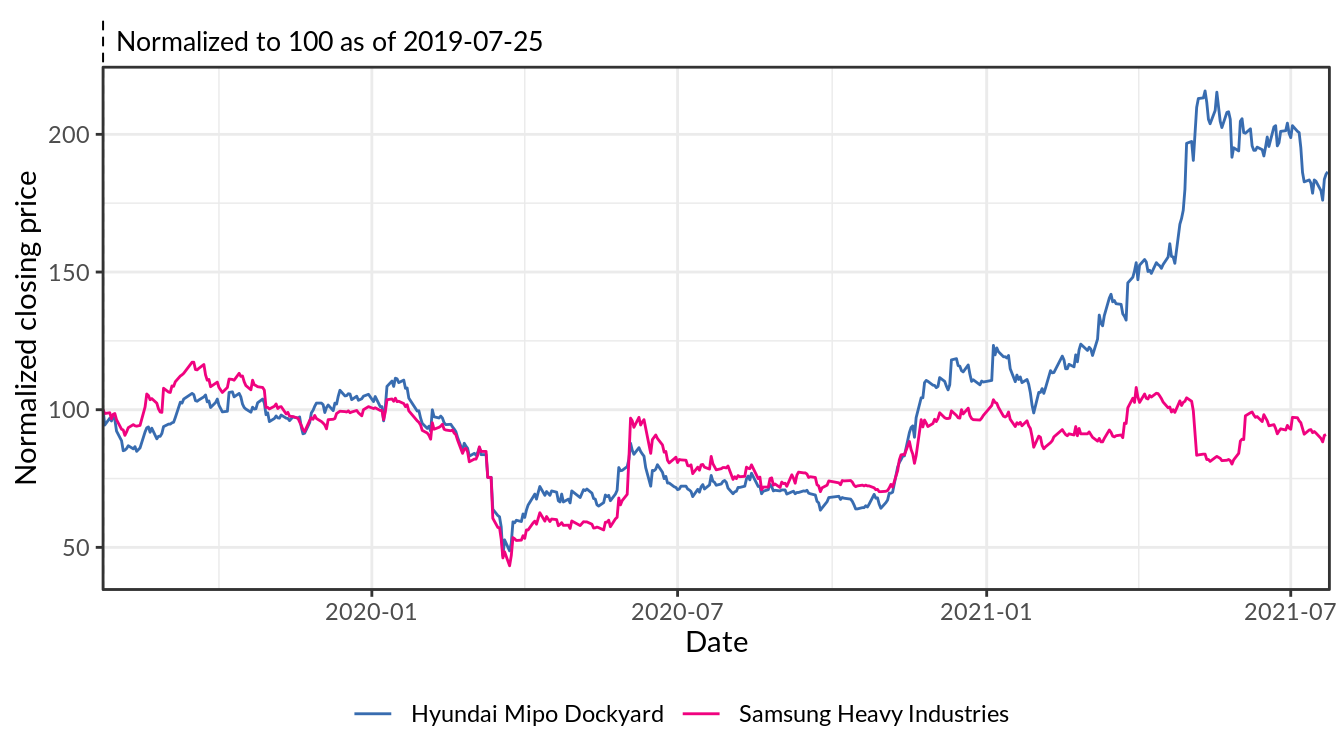 Normalized to 100 as of 2019-07-25
Normalized closing price
200
150
100
50
2020-01
2020-07
2021-01
2021-07
Date
Hyundai Mipo Dockyard
Samsung Heavy Industries